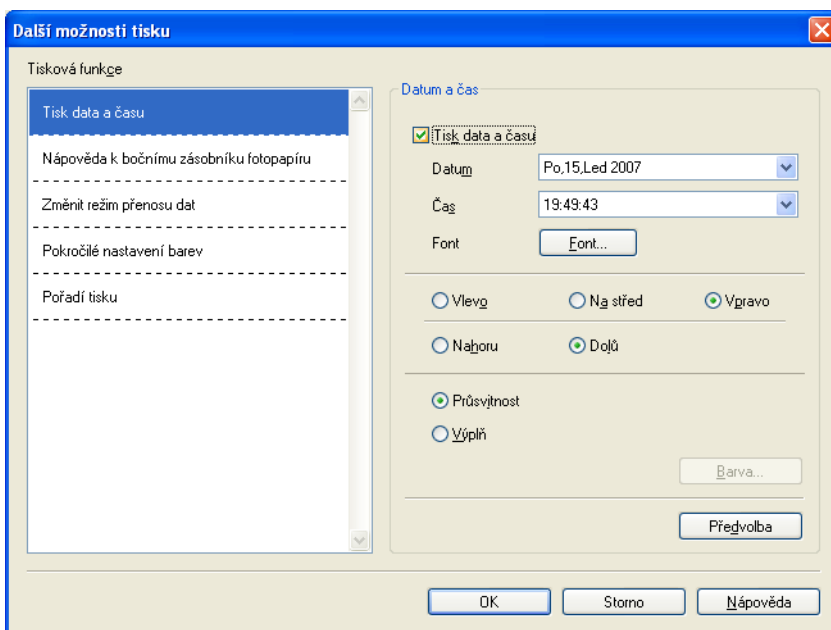 Další možnosti tisku
Tisková funkce
Tisk data a času
Nápověda k bočnímu zásobníku fotopapíru
Změnit režim přenosu dat
Pokročilé nastavení barev
Pořadí tisku
Datum a čas
Tisk data a času
Datum Po,15,Led 2007
Čas 19:49:43
Font Font...
Vlevo Na střed Vpravo
Nahoru Dolů
Průsvitnost
Výplň
Barva...
Předvolba
OK Storno Nápověda